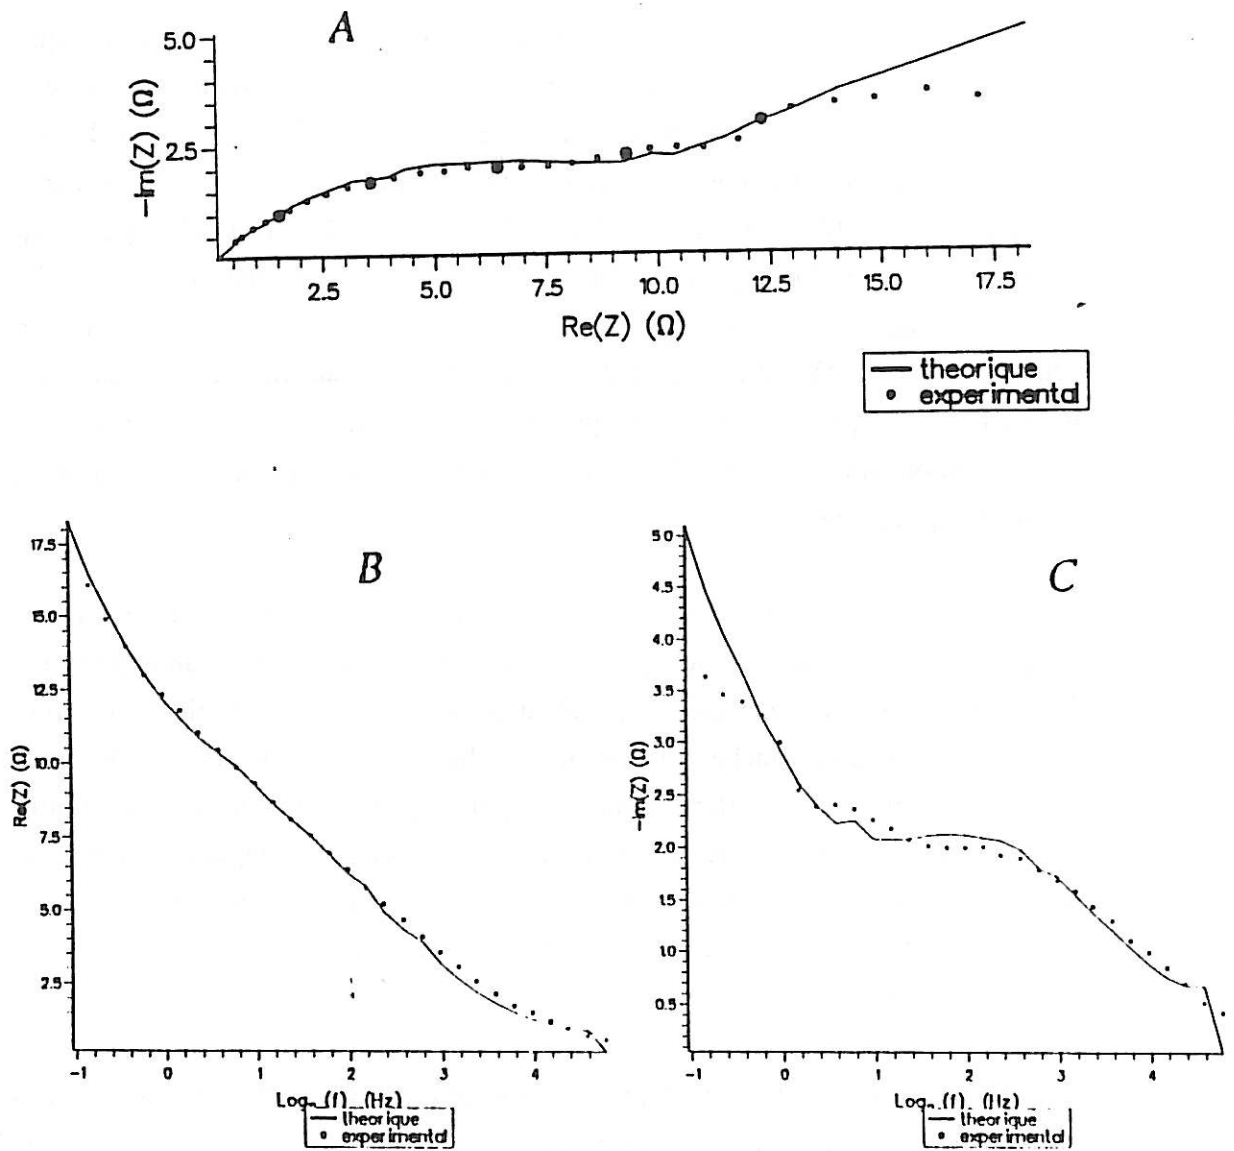 A
5.0
2.5
−Im(Z) (Ω)
2.5 5.0 7.5 10.0 12.5 15.0 17.5
Re(Z) (Ω)
theorique
experimental
B
17.5
15.0
12.5
10.0
7.5
5.0
2.5
Re(Z) (Ω)
-1 0 1 2 3 4
(f) (Hz)
theorique
experimental
C
5.0
4.5
4.0
3.5
3.0
2.5
2.0
1.5
1.0
0.5
−Im(Z) (Ω)
-1 0 1 2 3 4
(f) (Hz)
theorique
experimental